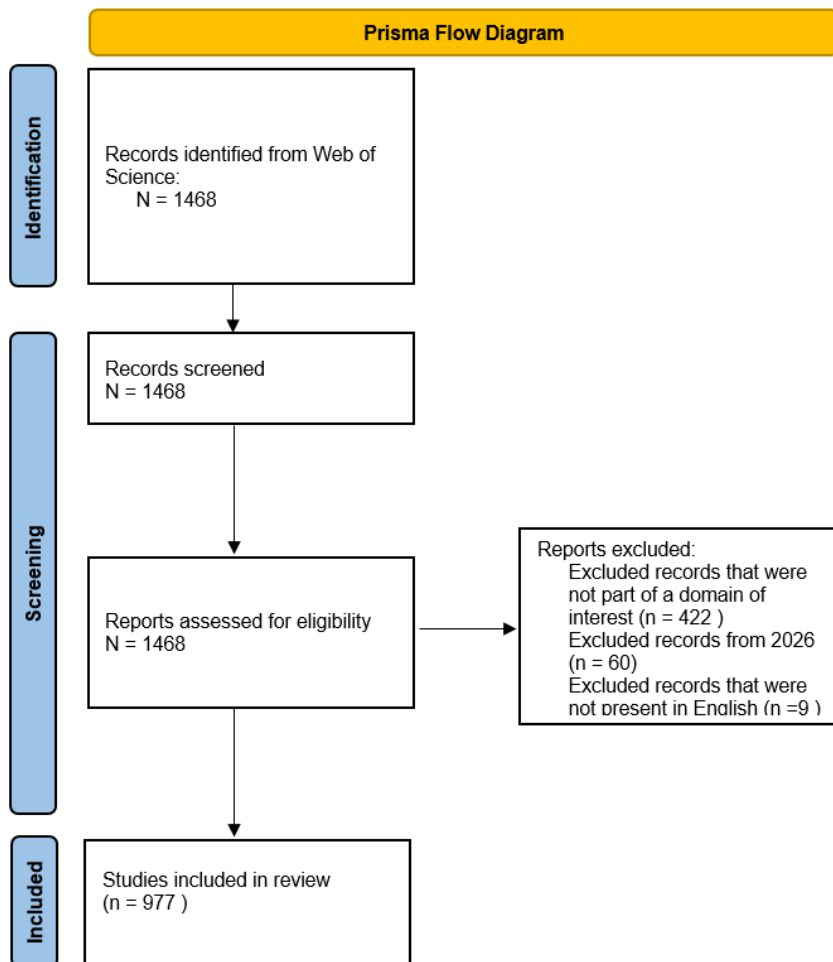 Prisma Flow Diagram
Identification
Records identified from Web of
Science:
N = 1468
Screening
Records screened
N = 1468
Reports assessed for eligibility
N = 1468
Reports excluded:
Excluded records that were
not part of a domain of
interest (n = 422 )
Excluded records from 2026
(n = 60)
Excluded records that were
not present in English (n =9 )
Included
Studies included in review
(n = 977 )